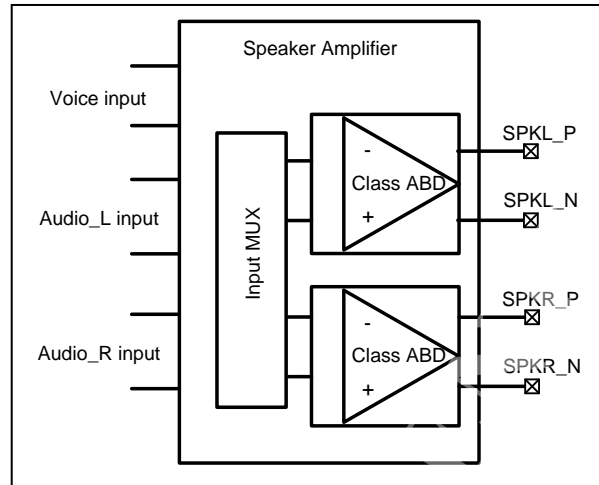 Speaker Amplifier
Voice input
Audio_L input
Audio_R input
Input MUX
-
Class ABD
+
-
Class ABD
+
SPKL_P
SPKL_N
SPKR_P
SPKR_N